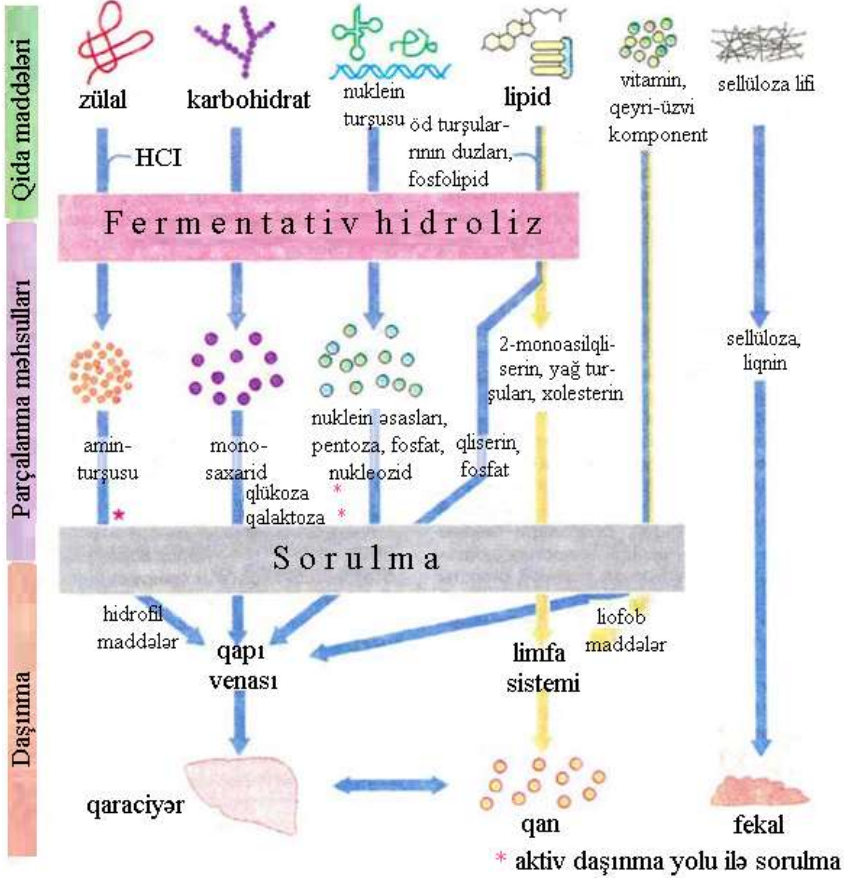 Qida maddələri
zülal
karbohidrat
nuklein
turşusu
lipid
vitamin,
qeyri-üzvi
komponent
sellüloza lifi
HCI
öd turşular-
rının duzları,
fosfolipid
Fermentativ hidroliz
Parçalanma məhsulları
amin-
turşusu
*
mono-
saxarid
qlükoza *
qalaktoza *
nuklein əsasları,
pentoza, fosfat,
nukleozid
qliserin,
fosfat
2-monoasilqli-
serin, yağ tur-
şuları, xolesterin
sellüloza,
liqnin
Sorulma
Daşınma
hidrofil
maddələr
qapı
venası
limfa
sistemi
liofob
maddələr
qaraciyər
qan
fekal
* aktiv daşınma yolu ilə sorulma